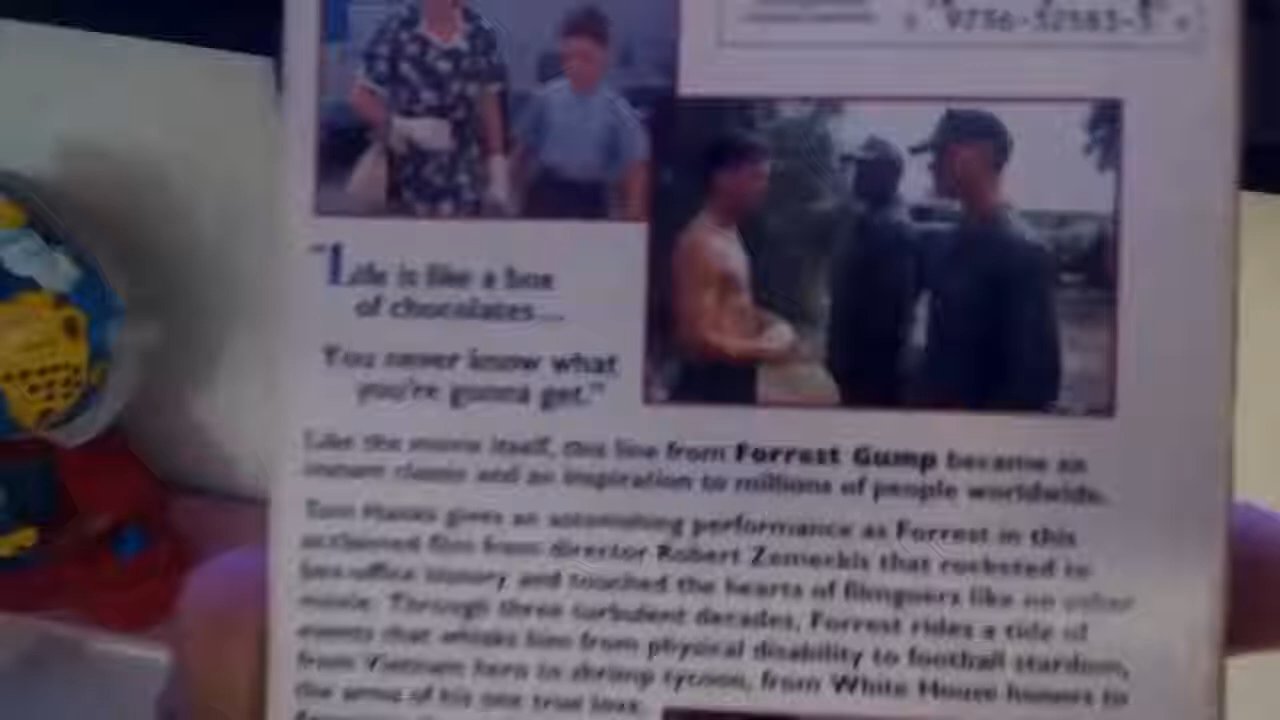 9736-32583-3
"Life is like a box
of chocolates...
You never know what
you're gonna get."
Like the movie itself, this line from Forrest Gump became an
instant classic and an inspiration to millions of people worldwide.
Tom Hanks gives an astonishing performance as Forrest in this
acclaimed film from director Robert Zemeckis that rocketed to
box-office history and touched the hearts of filmgoers like no other
movie. Through three turbulent decades, Forrest rides a tide of
events that whisks him from physical disability to football stardom,
from Vietnam hero to shrimp tycoon, from White House honors to
the arms of his one true love.